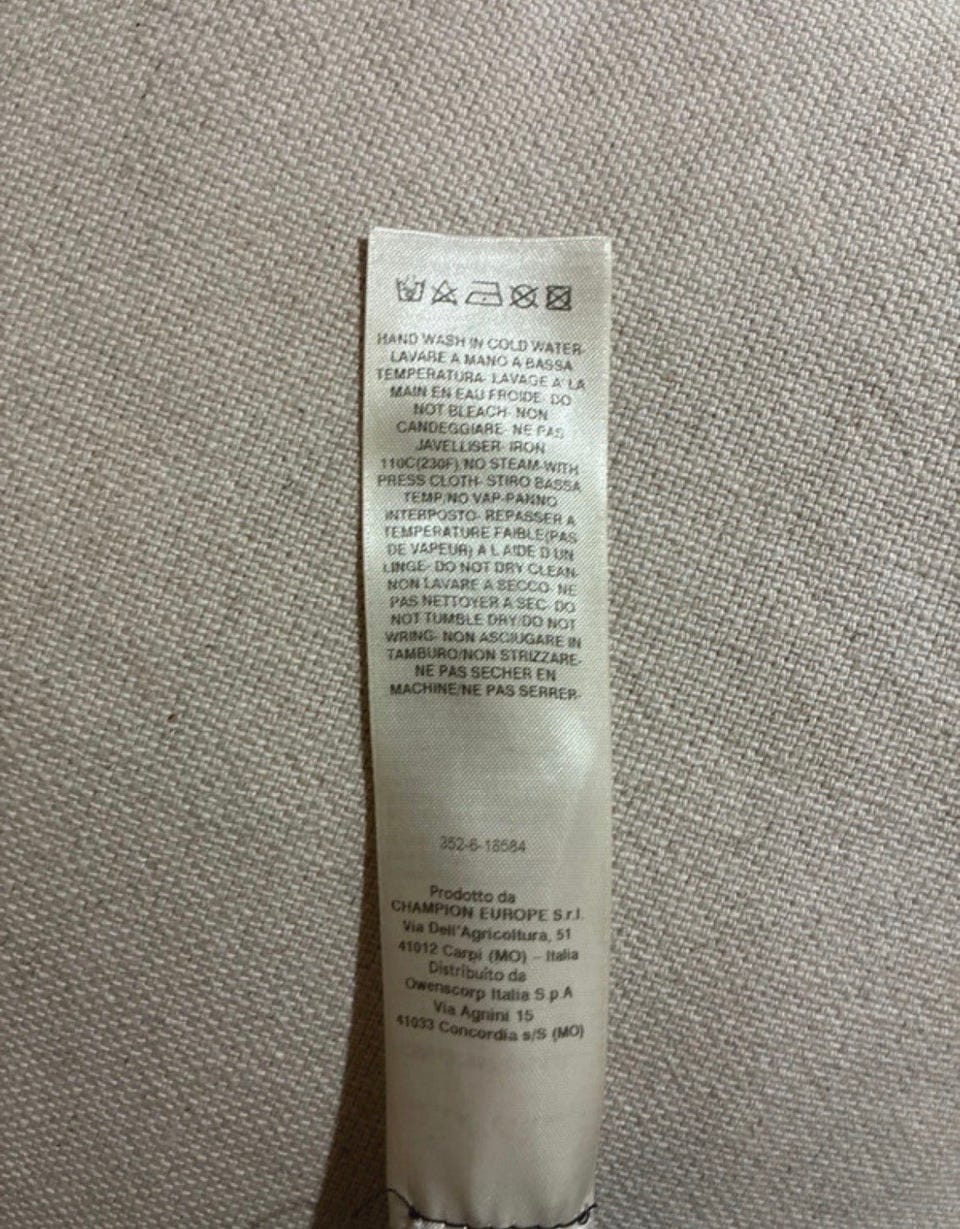 HAND WASH IN COLD WATER-
LAVARE A MANO A BASSA
TEMPERATURA- LAVAGE A' LA
MAIN EN EAU FROIDE- DO
NOT BLEACH- NON
CANDEGGIARE- NE PAS
JAVELLISER- IRON
110C(230F)/NO STEAM-WITH
PRESS CLOTH- STIRO BASSA
TEMP/NO VAP-PANNO
INTERPOSTO- REPASSER A
TEMPERATURE FAIBLE(PAS
DE VAPEUR) A L AIDE D UN
LINGE- DO NOT DRY CLEAN-
NON LAVARE A SECCO- NE
PAS NETTOYER A SEC- DO
NOT TUMBLE DRY/DO NOT
WRING- NON ASCIUGARE IN
TAMBURO/NON STRIZZARE-
NE PAS SECHER EN
MACHINE/NE PAS SERRER-
352-6-18584
Prodotto da
CHAMPION EUROPE S.r.l.
Via Dell'Agricoltura, 51
41012 Carpi (MO) – Italia
Distribuito da
Owenscorp Italia S.p.A
Via Agnini 15
41033 Concordia s/S (MO)